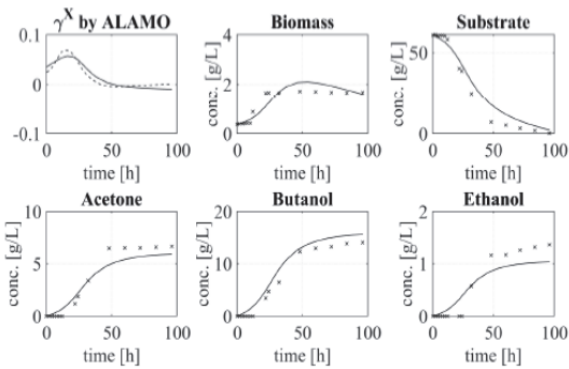 γX by ALAMO
Biomass
Substrate
0.1
0
-0.1
0
50
100
time [h]
conc. [g/L]
4
2
0
0
50
100
time [h]
conc. [g/L]
50
0
0
50
100
time [h]
Acetone
Butanol
Ethanol
conc. [g/L]
10
5
0
0
50
100
time [h]
conc. [g/L]
20
10
0
0
50
100
time [h]
conc. [g/L]
2
1
0
0
50
100
time [h]